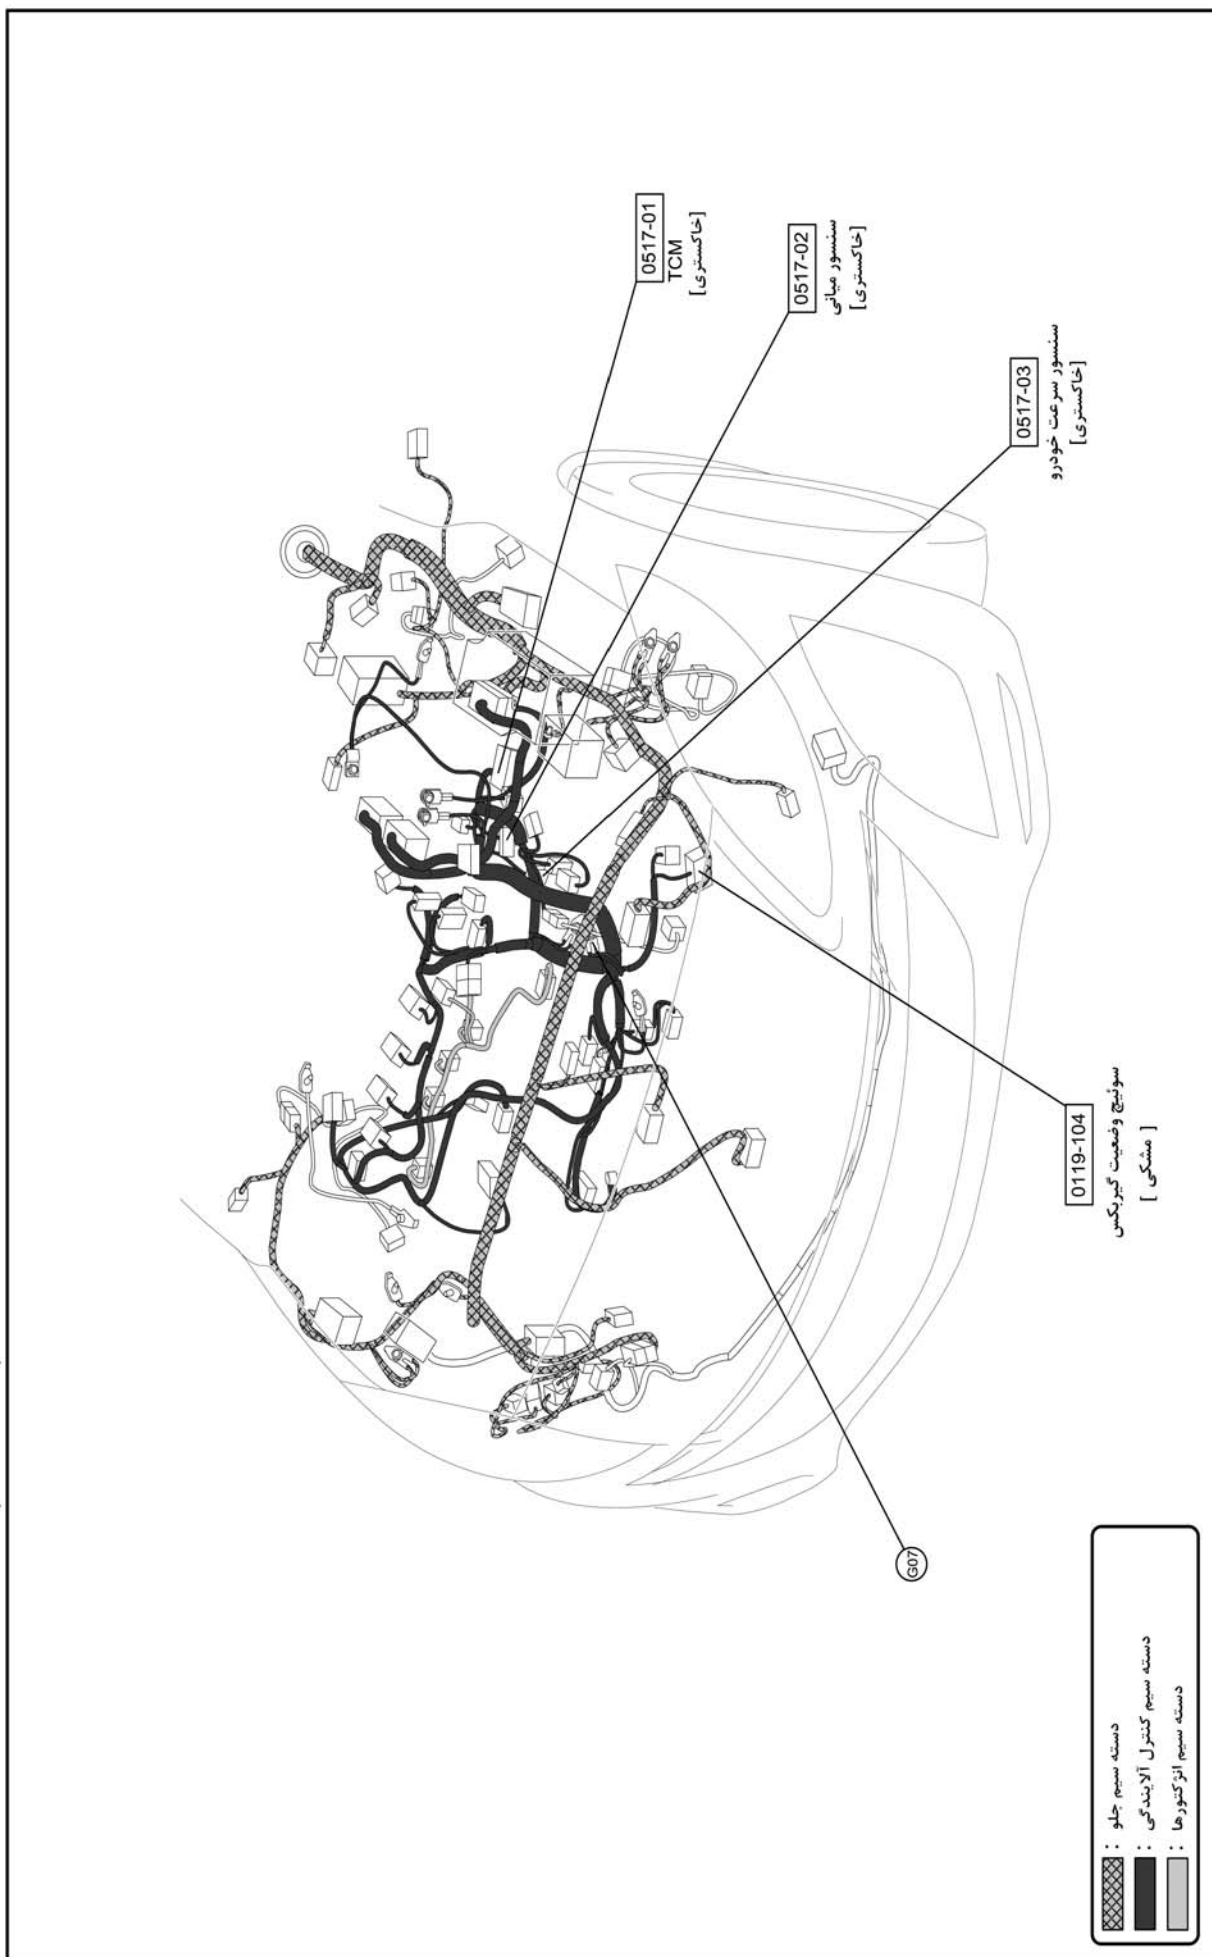 0517-01
TCM
[خاکستری]
0517-02
سنسور میانی
[خاکستری]
0517-03
سنسور سرعت خودرو
[خاکستری]
0119-104
سوئیچ وضعیت گیربکس
[ مشکی ]
G07
دسته سیم جلو :
دسته سیم کنترل آلایندگی :
دسته سیم انژکتورها :